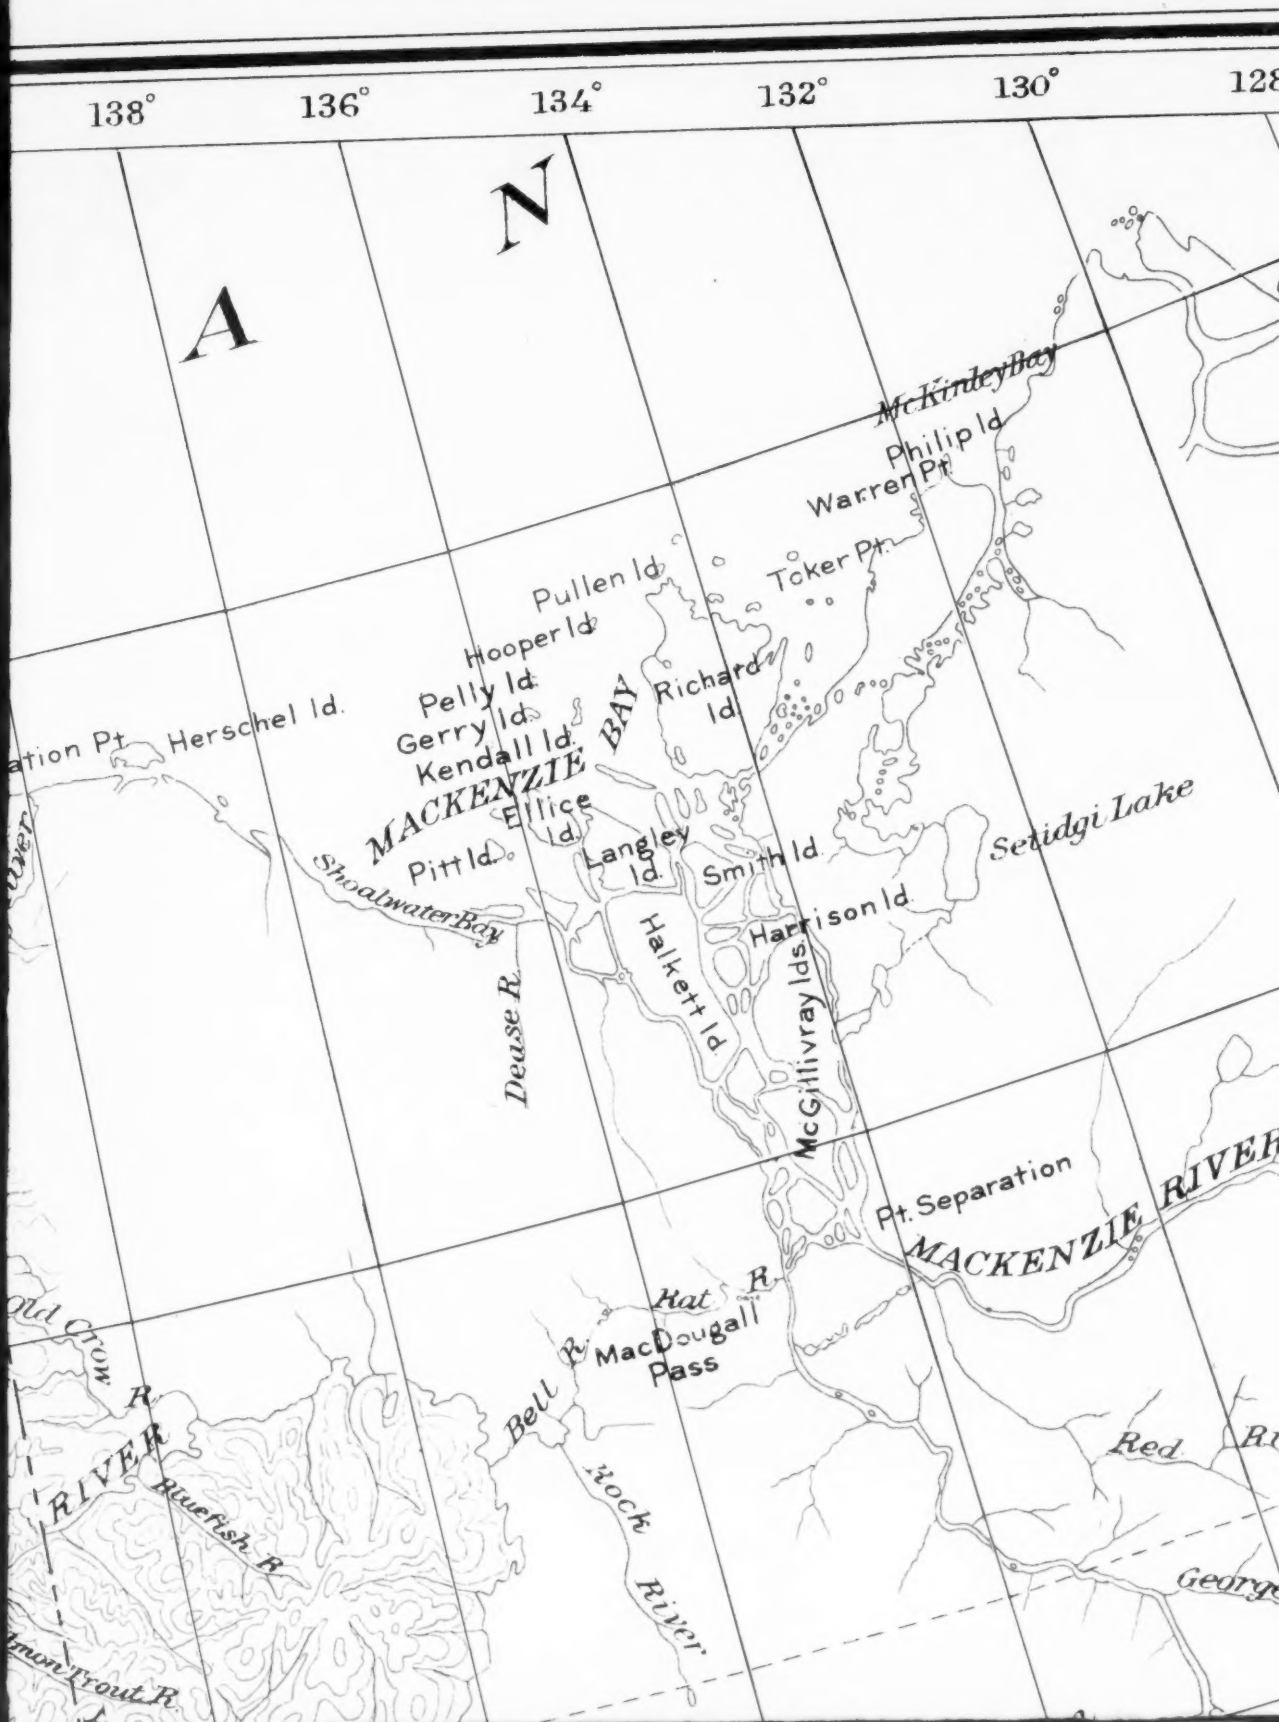 138° 136° 134° 132° 130° 128
N
A
McKinley Bay
Philip Id.
Warren Pt.
Toker Pt.
Pullen Id.
Hooper Id.
Pelly Id.
Gerry Id.
Kendall Id.
MACKENZIE BAY
Richard
Id.
Herschel Id.
ation Pt.
Ellice
Id.
Pitt Id.
Langley
Id.
Smith Id.
Setidgi Lake
Shoalwater Bay
River
Harrison Id.
Halkett Id.
McGillivray Ids.
Dease R.
Pt. Separation
MACKENZIE RIVER
Rat R.
MacDougall
Pass
Old Crow
R.
RIVER
Bell R.
Rock
River
Bluefish R.
Red
George
mon Trout R.